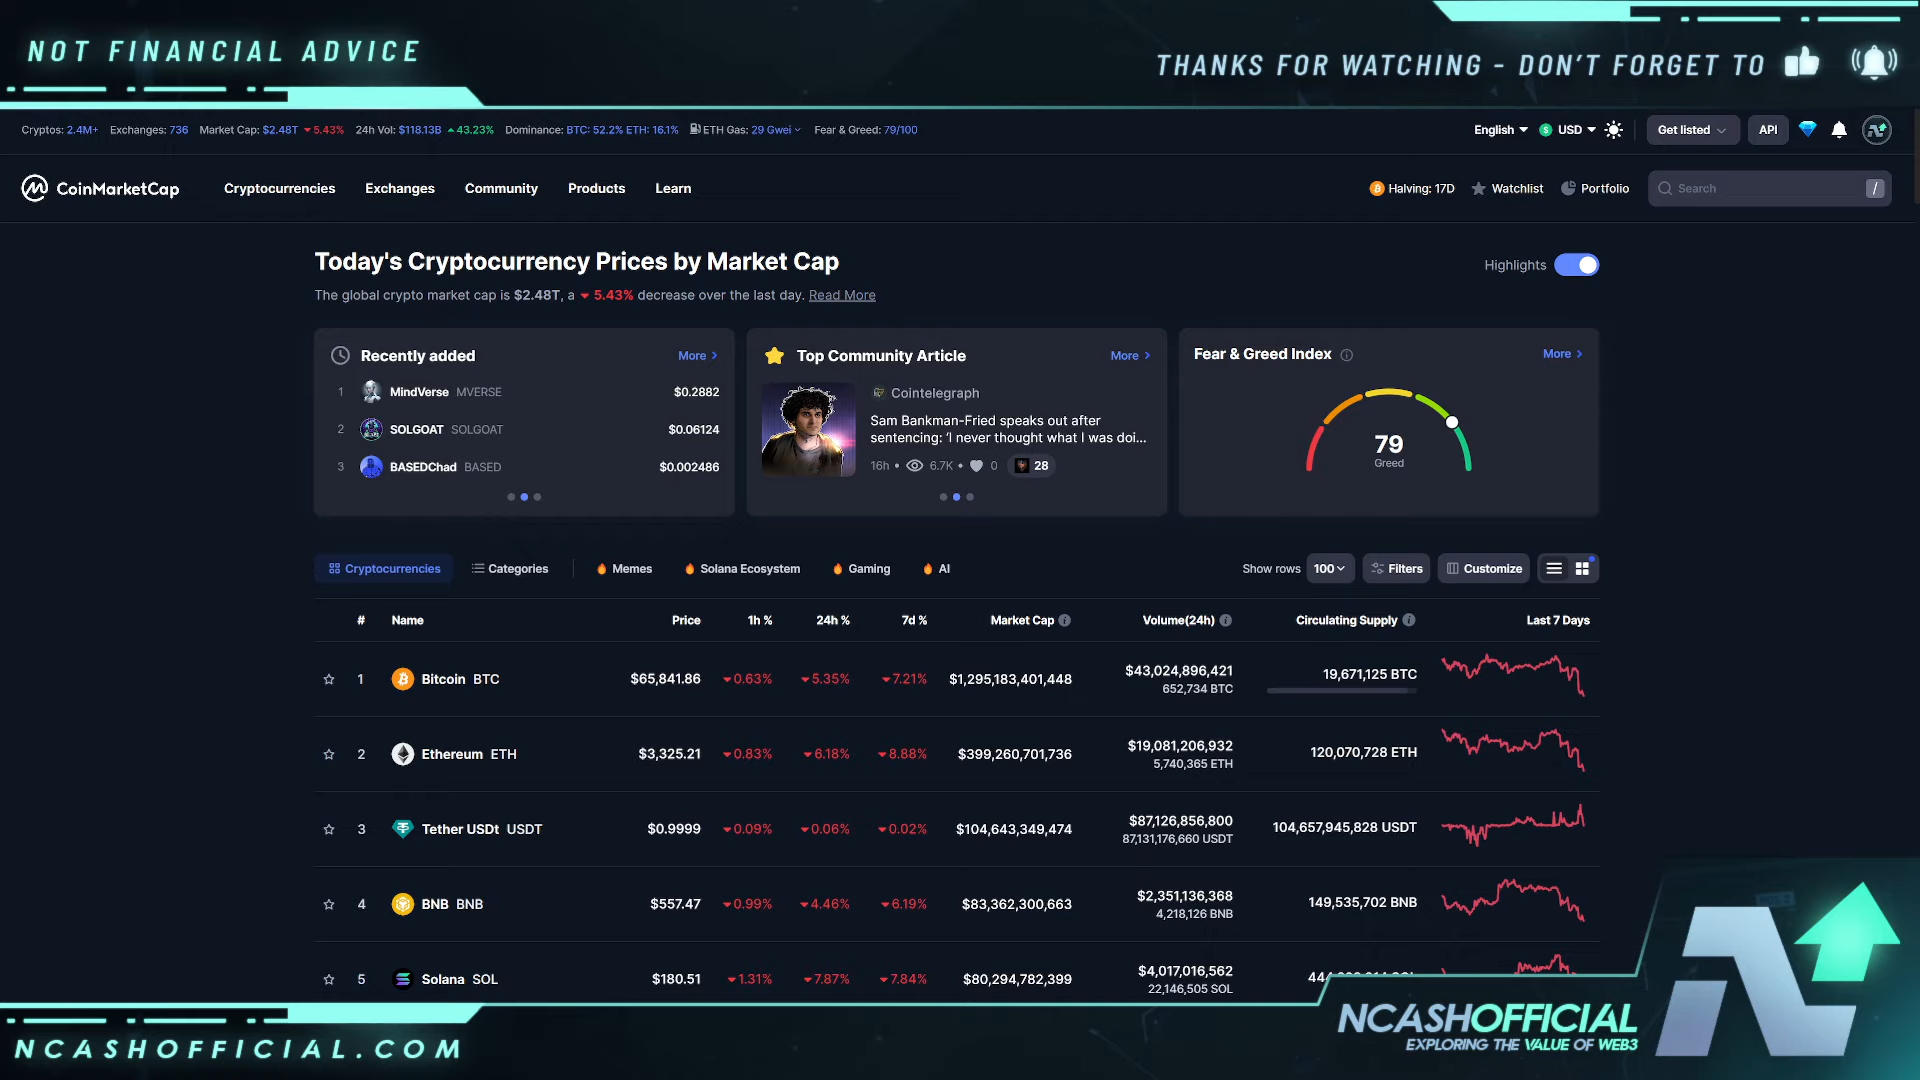 NOT FINANCIAL ADVICE
THANKS FOR WATCHING - DON'T FORGET TO
Cryptos: 2.4M+ Exchanges: 736 Market Cap: $2.48T 5.43% 24h Vol: $118.13B 43.23% Dominance: BTC: 52.2% ETH: 16.1% ETH Gas: 29 Gwei Fear & Greed: 79/100
English $ USD Get listed API
CoinMarketCap Cryptocurrencies Exchanges Community Products Learn
Halving: 17D Watchlist Portfolio Search /
Today's Cryptocurrency Prices by Market Cap
Highlights
The global crypto market cap is $2.48T, a 5.43% decrease over the last day. Read More
Recently added More
1 MindVerse MVERSE $0.2882
2 SOLGOAT SOLGOAT $0.06124
3 BASEDChad BASED $0.002486
Top Community Article More
Cointelegraph
Sam Bankman-Fried speaks out after
sentencing: ‘I never thought what I was doi...
16h • 6.7K • 0 28
Fear & Greed Index More
79
Greed
Cryptocurrencies Categories Memes Solana Ecosystem Gaming AI
Show rows 100 Filters Customize
# Name Price 1h % 24h % 7d % Market Cap Volume(24h) Circulating Supply Last 7 Days
1 Bitcoin BTC $65,841.86 0.63% 5.35% 7.21% $1,295,183,401,448 $43,024,896,421 19,671,125 BTC
652,734 BTC
2 Ethereum ETH $3,325.21 0.83% 6.18% 8.88% $399,260,701,736 $19,081,206,932 120,070,728 ETH
5,740,365 ETH
3 Tether USDt USDT $0.9999 0.09% 0.06% 0.02% $104,643,349,474 $87,126,856,800 104,657,945,828 USDT
87,131,176,660 USDT
4 BNB BNB $557.47 0.99% 4.46% 6.19% $83,362,300,663 $2,351,136,368 149,535,702 BNB
4,218,126 BNB
5 Solana SOL $180.51 1.31% 7.87% 7.84% $80,294,782,399 $4,017,016,562
22,146,505 SOL
NCASHOFFICIAL
EXPLORING THE VALUE OF WEB3
NCASHOFFICIAL.COM